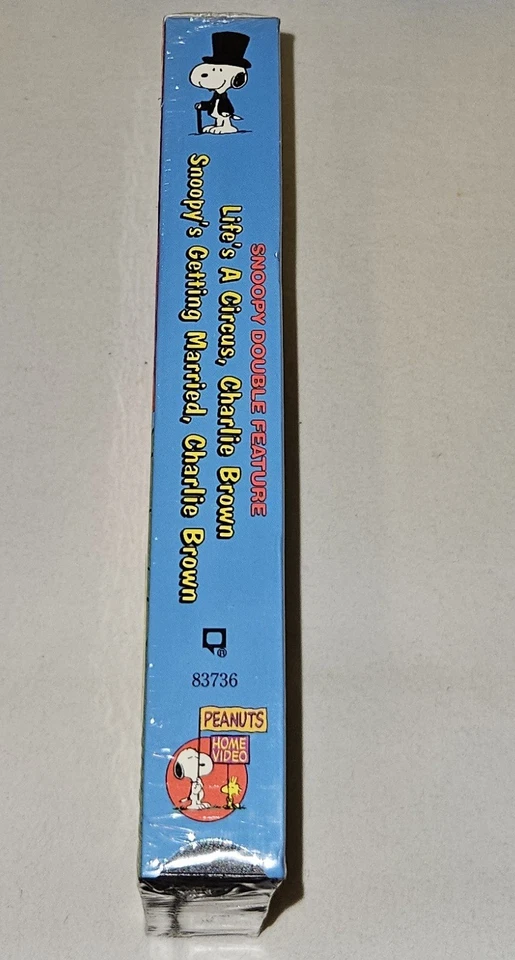 SNOOPY DOUBLE FEATURE
Life's A Circus, Charlie Brown
Snoopy's Getting Married, Charlie Brown
®
83736
PEANUTS
HOME
VIDEO